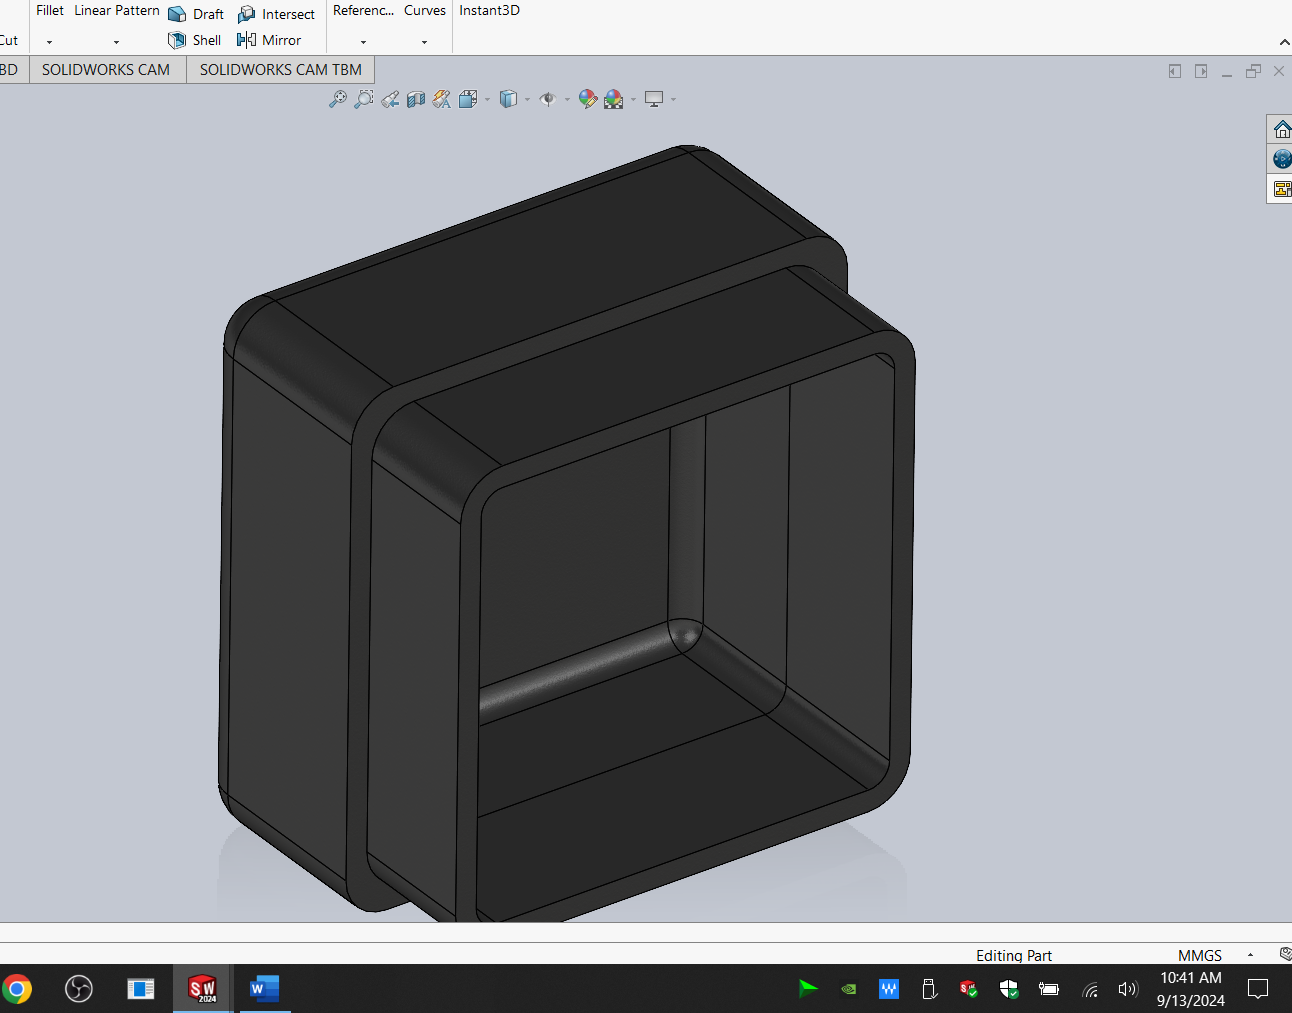 Fillet Linear Pattern Draft Intersect Referenc... Curves Instant3D
Cut Shell Mirror
BD SOLIDWORKS CAM SOLIDWORKS CAM TBM
Editing Part MMGS
SW 2024 W 10:41 AM
9/13/2024